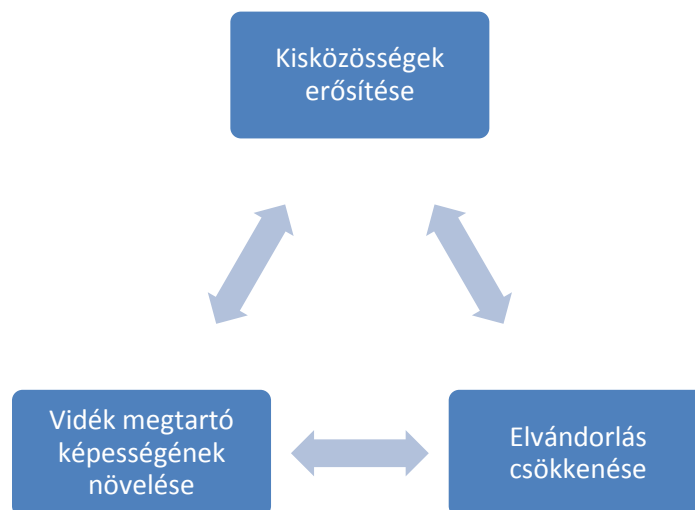 Kisközösségek
erősítése
Vidék megtartó
képességének
növelése
Elvándorlás
csökkenése